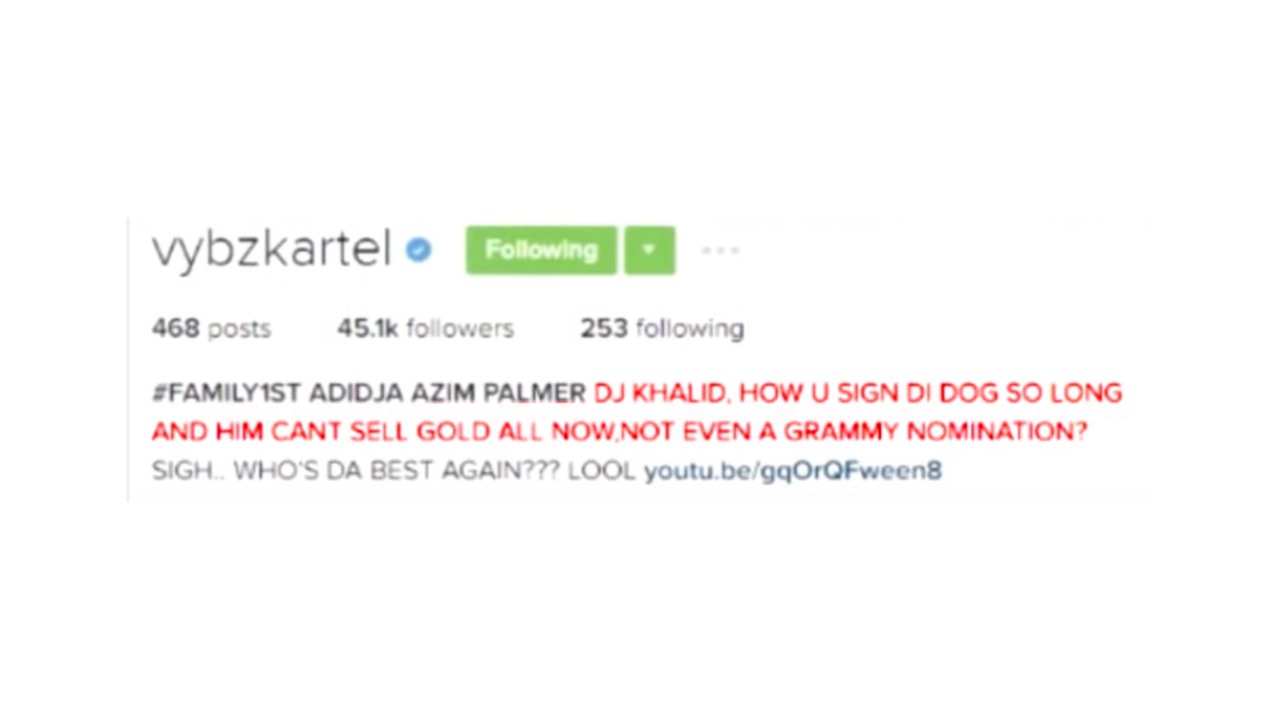 vybzkartel Following
468 posts 45.1k followers 253 following
#FAMILY1ST ADIDJA AZIM PALMER DJ KHALID, HOW U SIGN DI DOG SO LONG
AND HIM CANT SELL GOLD ALL NOW,NOT EVEN A GRAMMY NOMINATION?
SIGH.. WHO'S DA BEST AGAIN??? LOOL youtu.be/gqOrQFween8